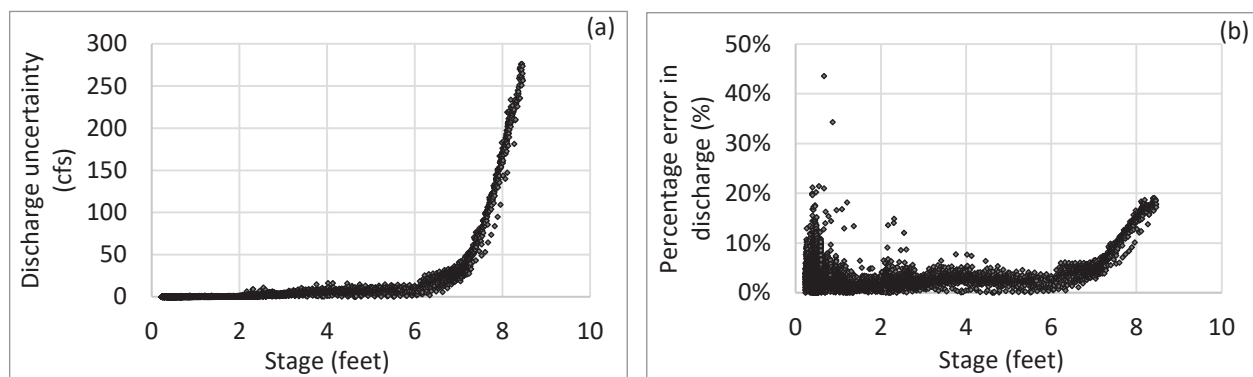 (a)
Discharge uncertainty
(cfs)
300
250
200
150
100
50
0
0 2 4 6 8 10
Stage (feet)
(b)
Percentage error in
discharge (%)
50%
40%
30%
20%
10%
0%
0 2 4 6 8 10
Stage (feet)